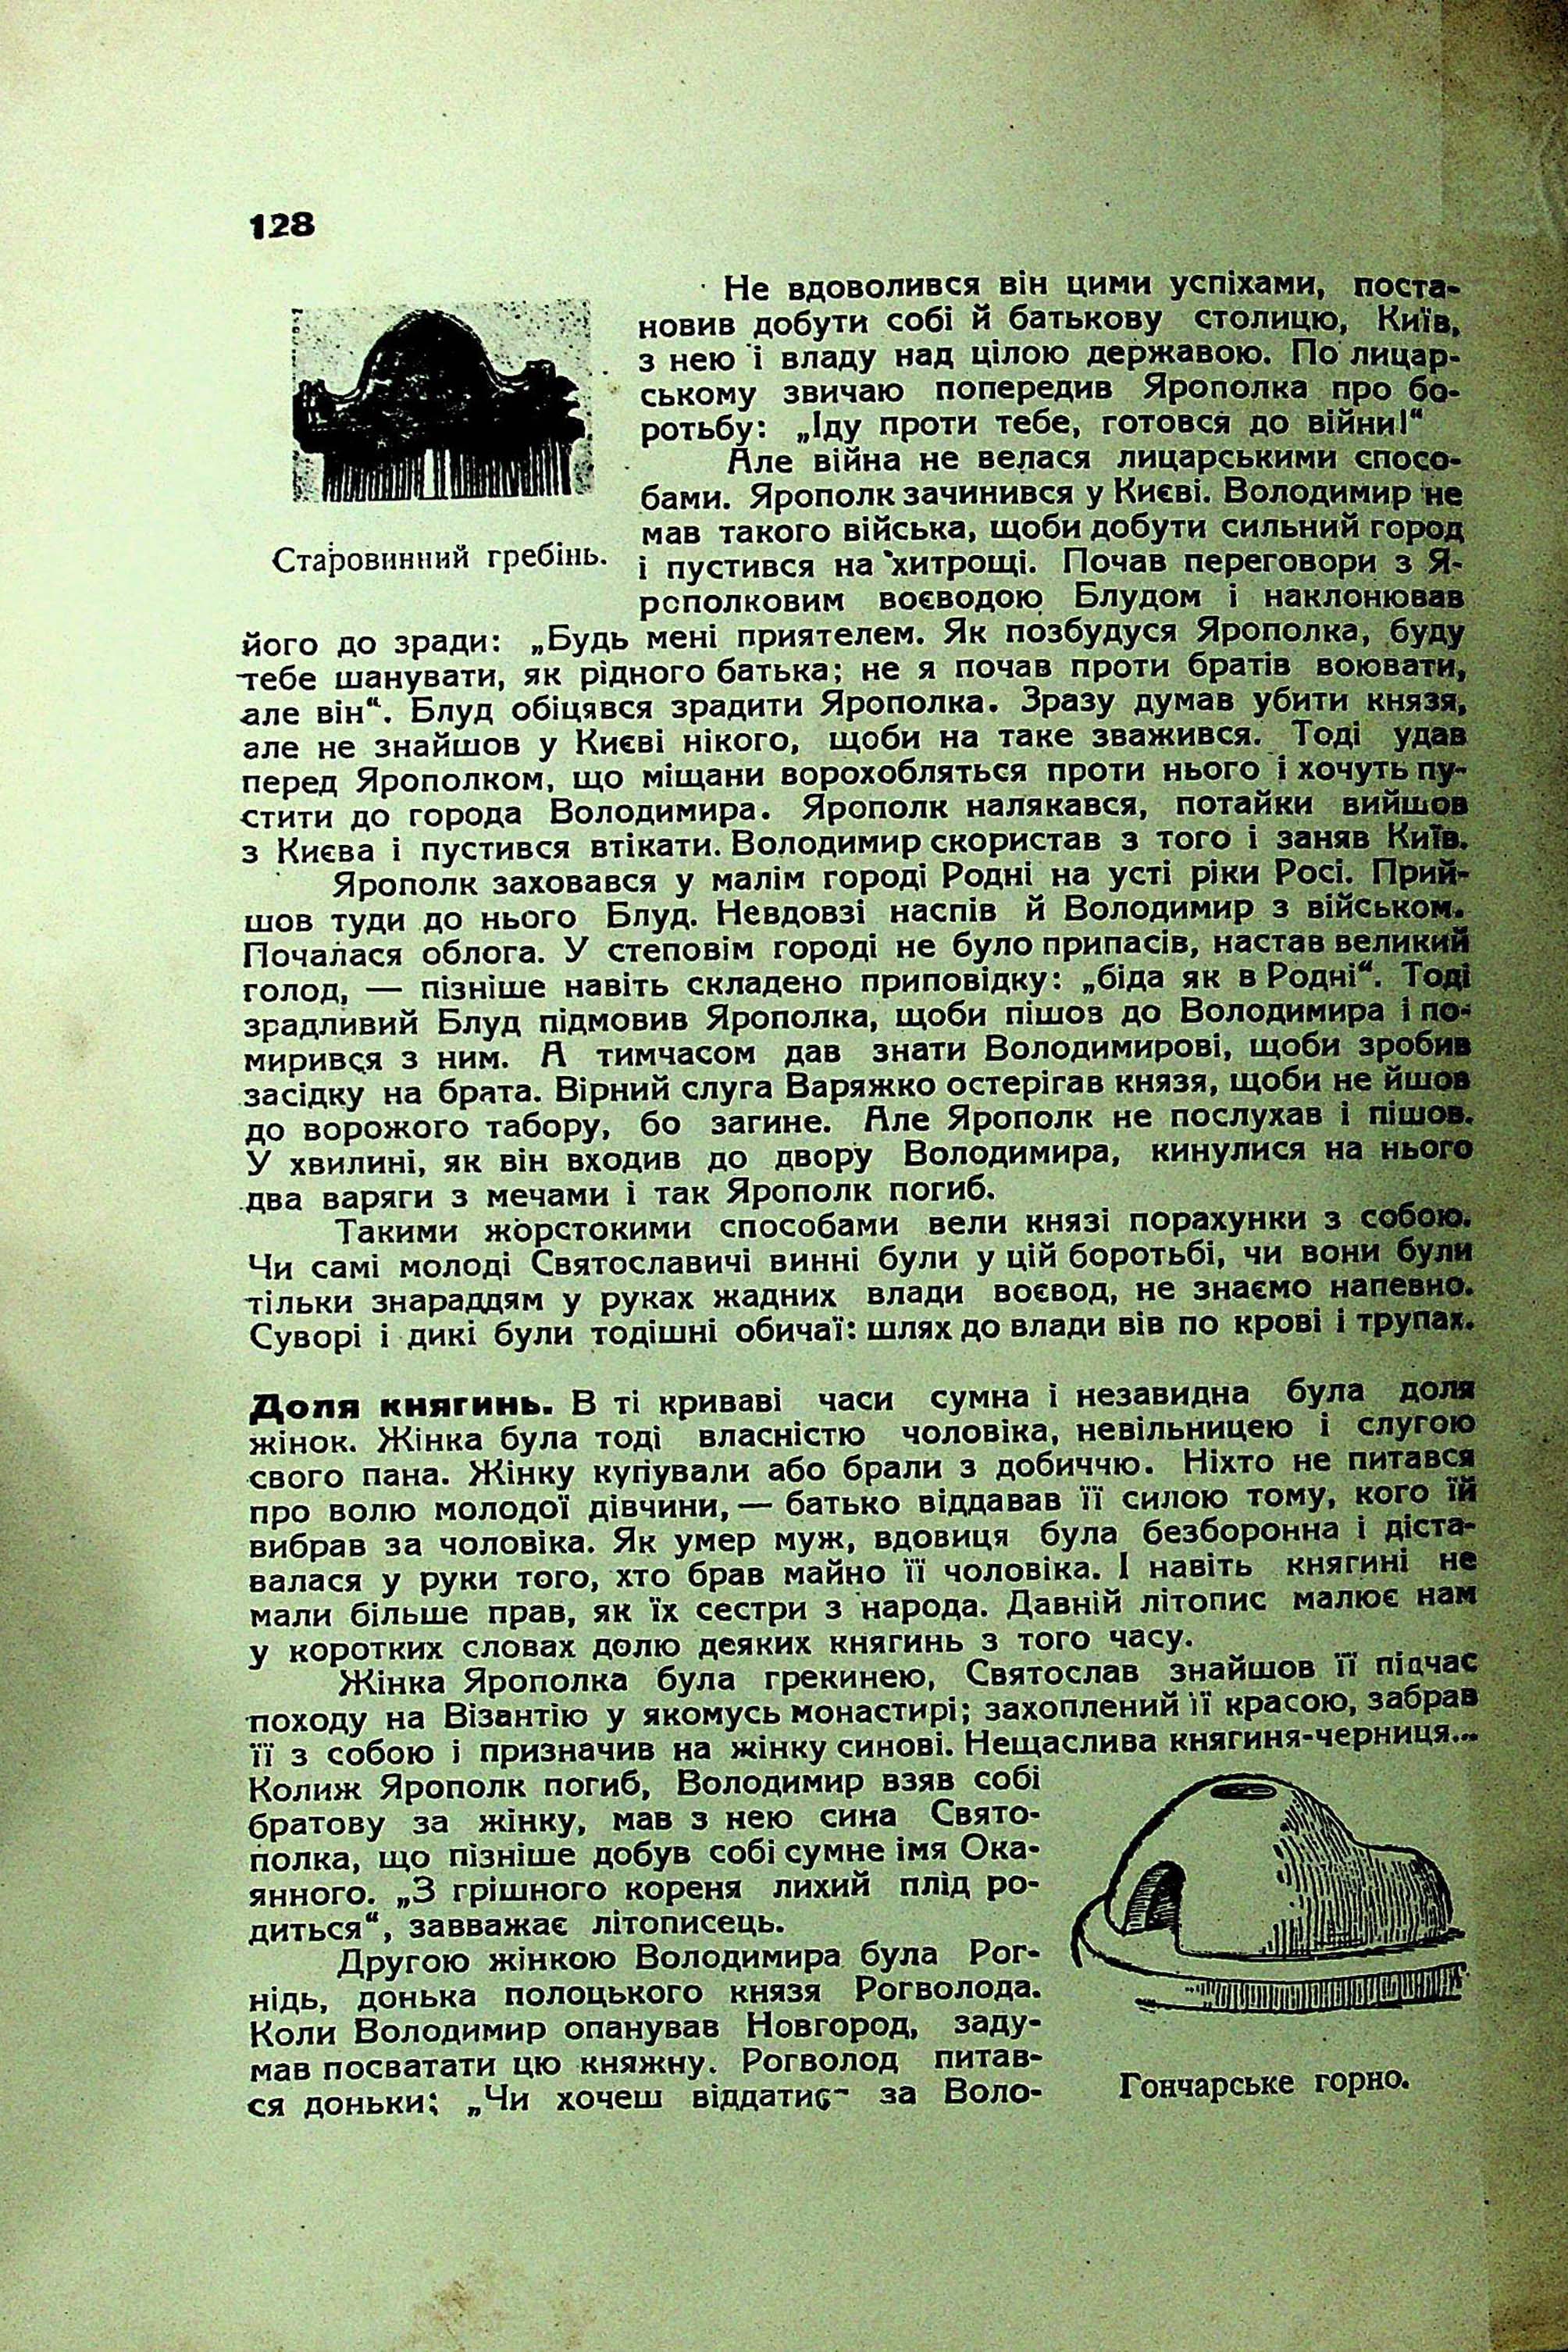 128
Не вдоволився він цими успіхами, поста-
новив добути собі й батькову столицю, Київ,
з нею і владу над цілою державою. По лицар-
ському звичаю попередив Ярополка про бо-
ротьбу: „Іду проти тебе, готовся до війни!“
Але війна не велася лицарськими спосо-
бами. Ярополк зачинився у Києві. Володимир не
мав такого війська, щоби добути сильний город
і пустився на хитрощі. Почав переговори з Я-
рополковим воєводою Блудом і наклонював
Старовинний гребінь.
його до зради: „Будь мені приятелем. Як позбудуся Ярополка, буду
тебе шанувати, як рідного батька; не я почав проти братів воювати,
але він“. Блуд обіцявся зрадити Ярополка. Зразу думав убити князя,
але не знайшов у Києві нікого, щоби на таке зважився. Тоді удав
перед Ярополком, що міщани ворохобляться проти нього і хочуть пу-
стити до города Володимира. Ярополк налякався, потайки вийшов
з Києва і пустився втікати. Володимир скористав з того і заняв Київ.
Ярополк заховався у малім городі Родні на усті ріки Росі. Прий-
шов туди до нього Блуд. Невдовзі наспів й Володимир з військом.
Почалася облога. У степовім городі не було припасів, настав великий
голод, — пізніше навіть складено приповідку: „біда як в Родні“. Тоді
зрадливий Блуд підмовив Ярополка, щоби пішов до Володимира і по-
мирився з ним. А тимчасом дав знати Володимирові, щоби зробив
засідку на брата. Вірний слуга Варяжко остерігав князя, щоби не йшов
до ворожого табору, бо загине. Але Ярополк не послухав і пішов.
У хвилині, як він входив до двору Володимира, кинулися на нього
два варяги з мечами і так Ярополк погиб.
Такими жорстокими способами вели князі порахунки з собою.
Чи самі молоді Святославичі винні були у цій боротьбі, чи вони були
тільки знараддям у руках жадних влади воєвод, не знаємо напевно.
Суворі і дикі були тодішні обичаї: шлях до влади вів по крові і трупах.
Доля княгинь. В ті криваві часи сумна і незавидна була доля
жінок. Жінка була тоді власністю чоловіка, невільницею і слугою
свого пана. Жінку купували або брали з добиччю. Ніхто не питався
про волю молодої дівчини, — батько віддавав її силою тому, кого їй
вибрав за чоловіка. Як умер муж, вдовиця була безборонна і діста-
валася у руки того, хто брав майно її чоловіка. І навіть княгині не
мали більше прав, як їх сестри з народа. Давній літопис малює нам
у коротких словах долю деяких княгинь з того часу.
Жінка Ярополка була грекинею, Святослав знайшов її підчас
походу на Візантію у якомусь монастирі; захоплений її красою, забрав
її з собою і призначив на жінку синові. Нещаслива княгиня-черниця...
Колиж Ярополк погиб, Володимир взяв собі
братову за жінку, мав з нею сина Свято-
полка, що пізніше добув собі сумне імя Ока-
янного. „З грішного кореня лихий плід ро-
диться“, завважає літописець.
Другою жінкою Володимира була Рог-
нідь, донька полоцького князя Рогволода.
Коли Володимир опанував Новгород, заду-
мав посватати цю княжну. Рогволод питав-
ся доньки; „Чи хочеш віддатись за Воло-
Гончарське горно.